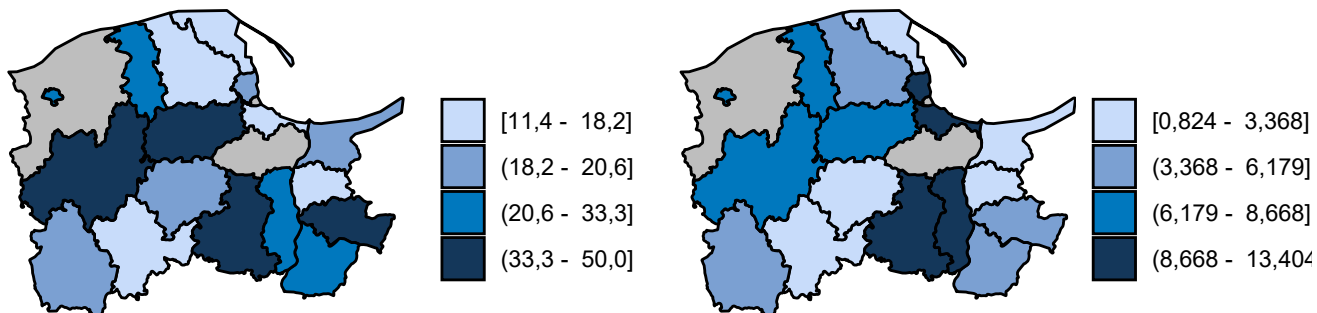 [11,4 - 18,2]
(18,2 - 20,6]
(20,6 - 33,3]
(33,3 - 50,0]
[0,824 - 3,368]
(3,368 - 6,179]
(6,179 - 8,668]
(8,668 - 13,404